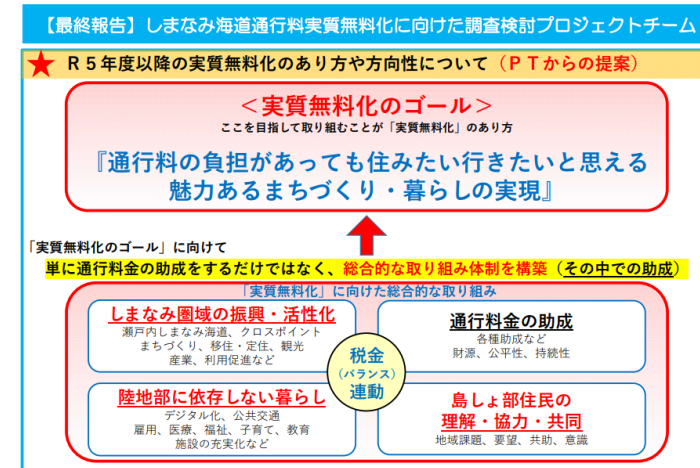 【最終報告】しまなみ海道通行料実質無料化に向けた調査検討プロジェクトチーム
★ R5年度以降の実質無料化のあり方や方向性について（PTからの提案）
＜実質無料化のゴール＞
ここを目指して取り組むことが「実質無料化」のあり方
『通行料の負担があっても住みたい行きたいと思える
魅力あるまちづくり・暮らしの実現』
「実質無料化のゴール」に向けて
単に通行料金の助成をするだけではなく、総合的な取り組み体制を構築（その中での助成）
「実質無料化」に向けた総合的な取り組み
しまなみ圏域の振興・活性化
瀬戸内しまなみ海道、クロスポイント
まちづくり、移住・定住、観光
産業、利用促進など
通行料金の助成
各種助成など
財源、公平性、持続性
税金
（バランス）
連動
陸地部に依存しない暮らし
デジタル化、公共交通
雇用、医療、福祉、子育て、教育
施設の充実化など
島しょ部住民の
理解・協力・共同
地域課題、要望、共助、意識